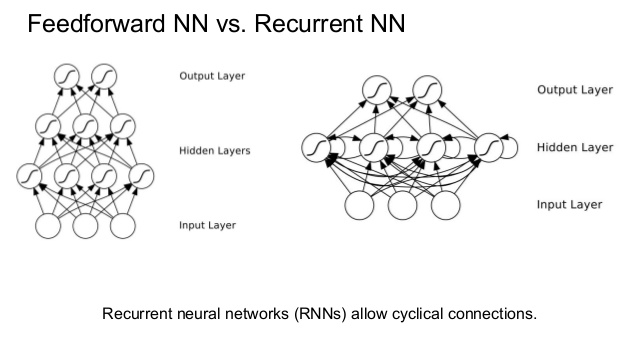 Feedforward NN vs. Recurrent NN
Output Layer
Hidden Layers
Input Layer
Output Layer
Hidden Layer
Input Layer
Recurrent neural networks (RNNs) allow cyclical connections.